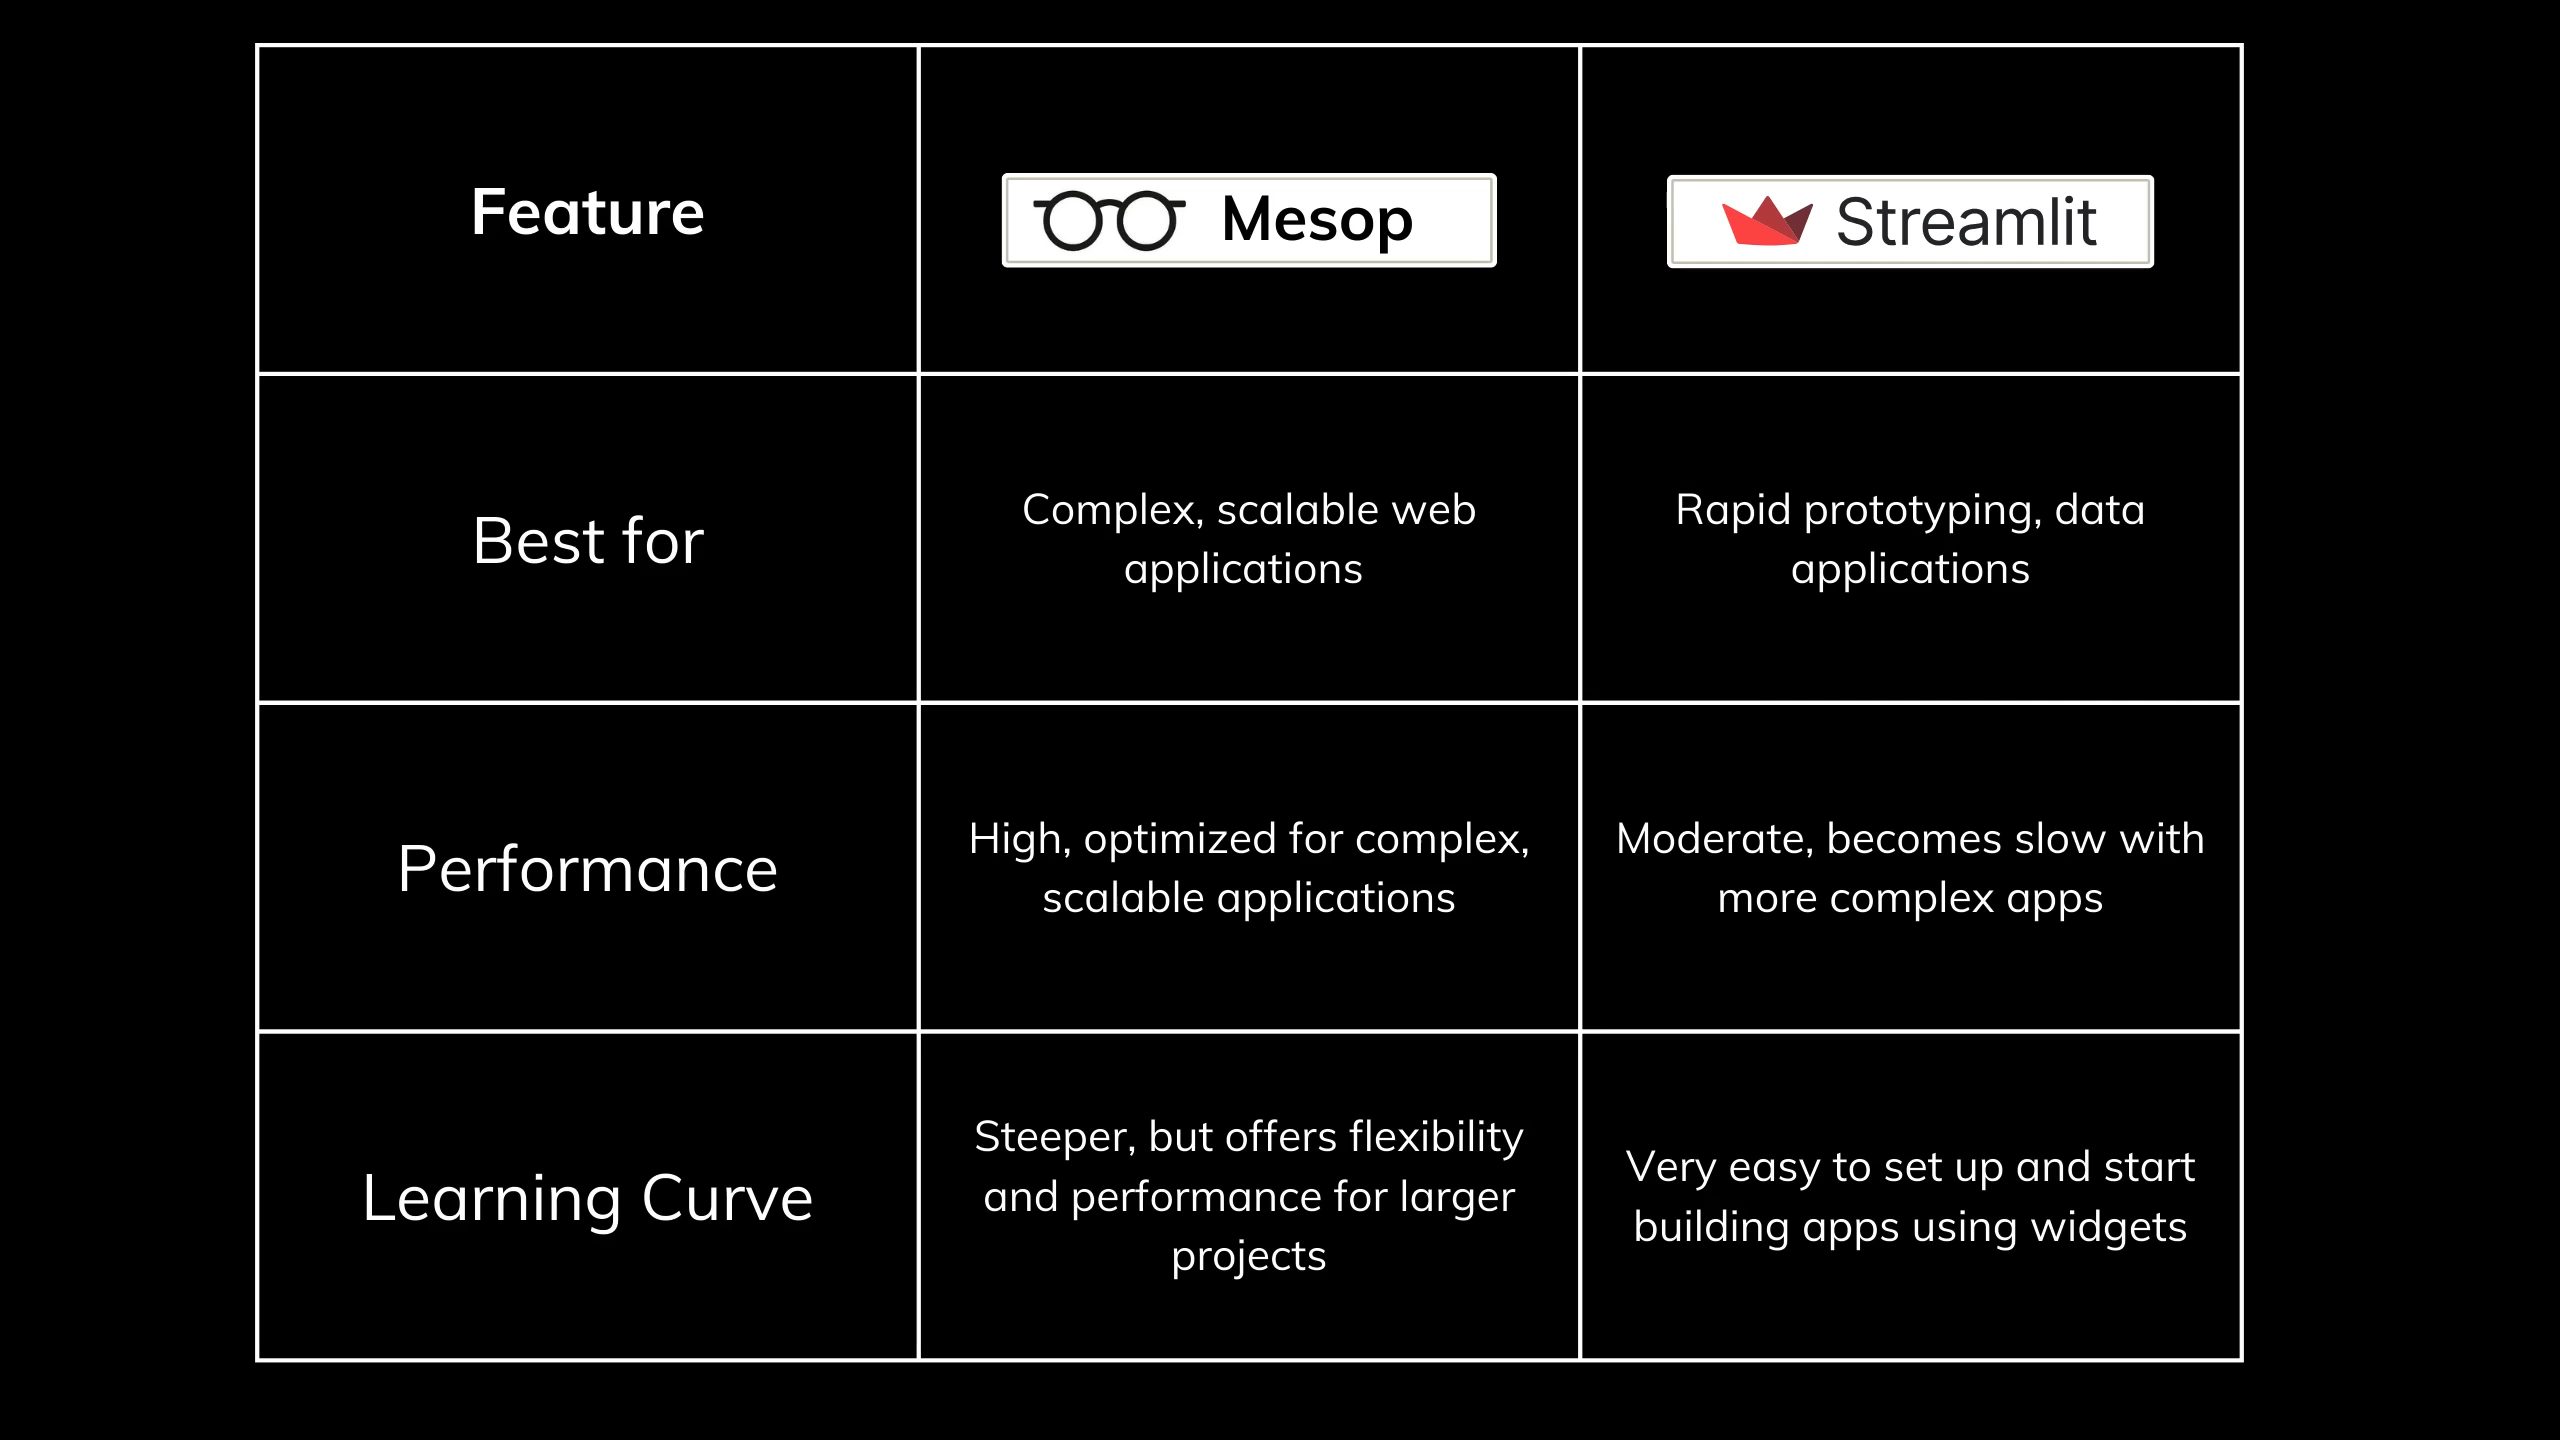 Feature
Mesop
Streamlit
Best for
Complex, scalable web
applications
Rapid prototyping, data
applications
Performance
High, optimized for complex,
scalable applications
Moderate, becomes slow with
more complex apps
Learning Curve
Steeper, but offers flexibility
and performance for larger
projects
Very easy to set up and start
building apps using widgets